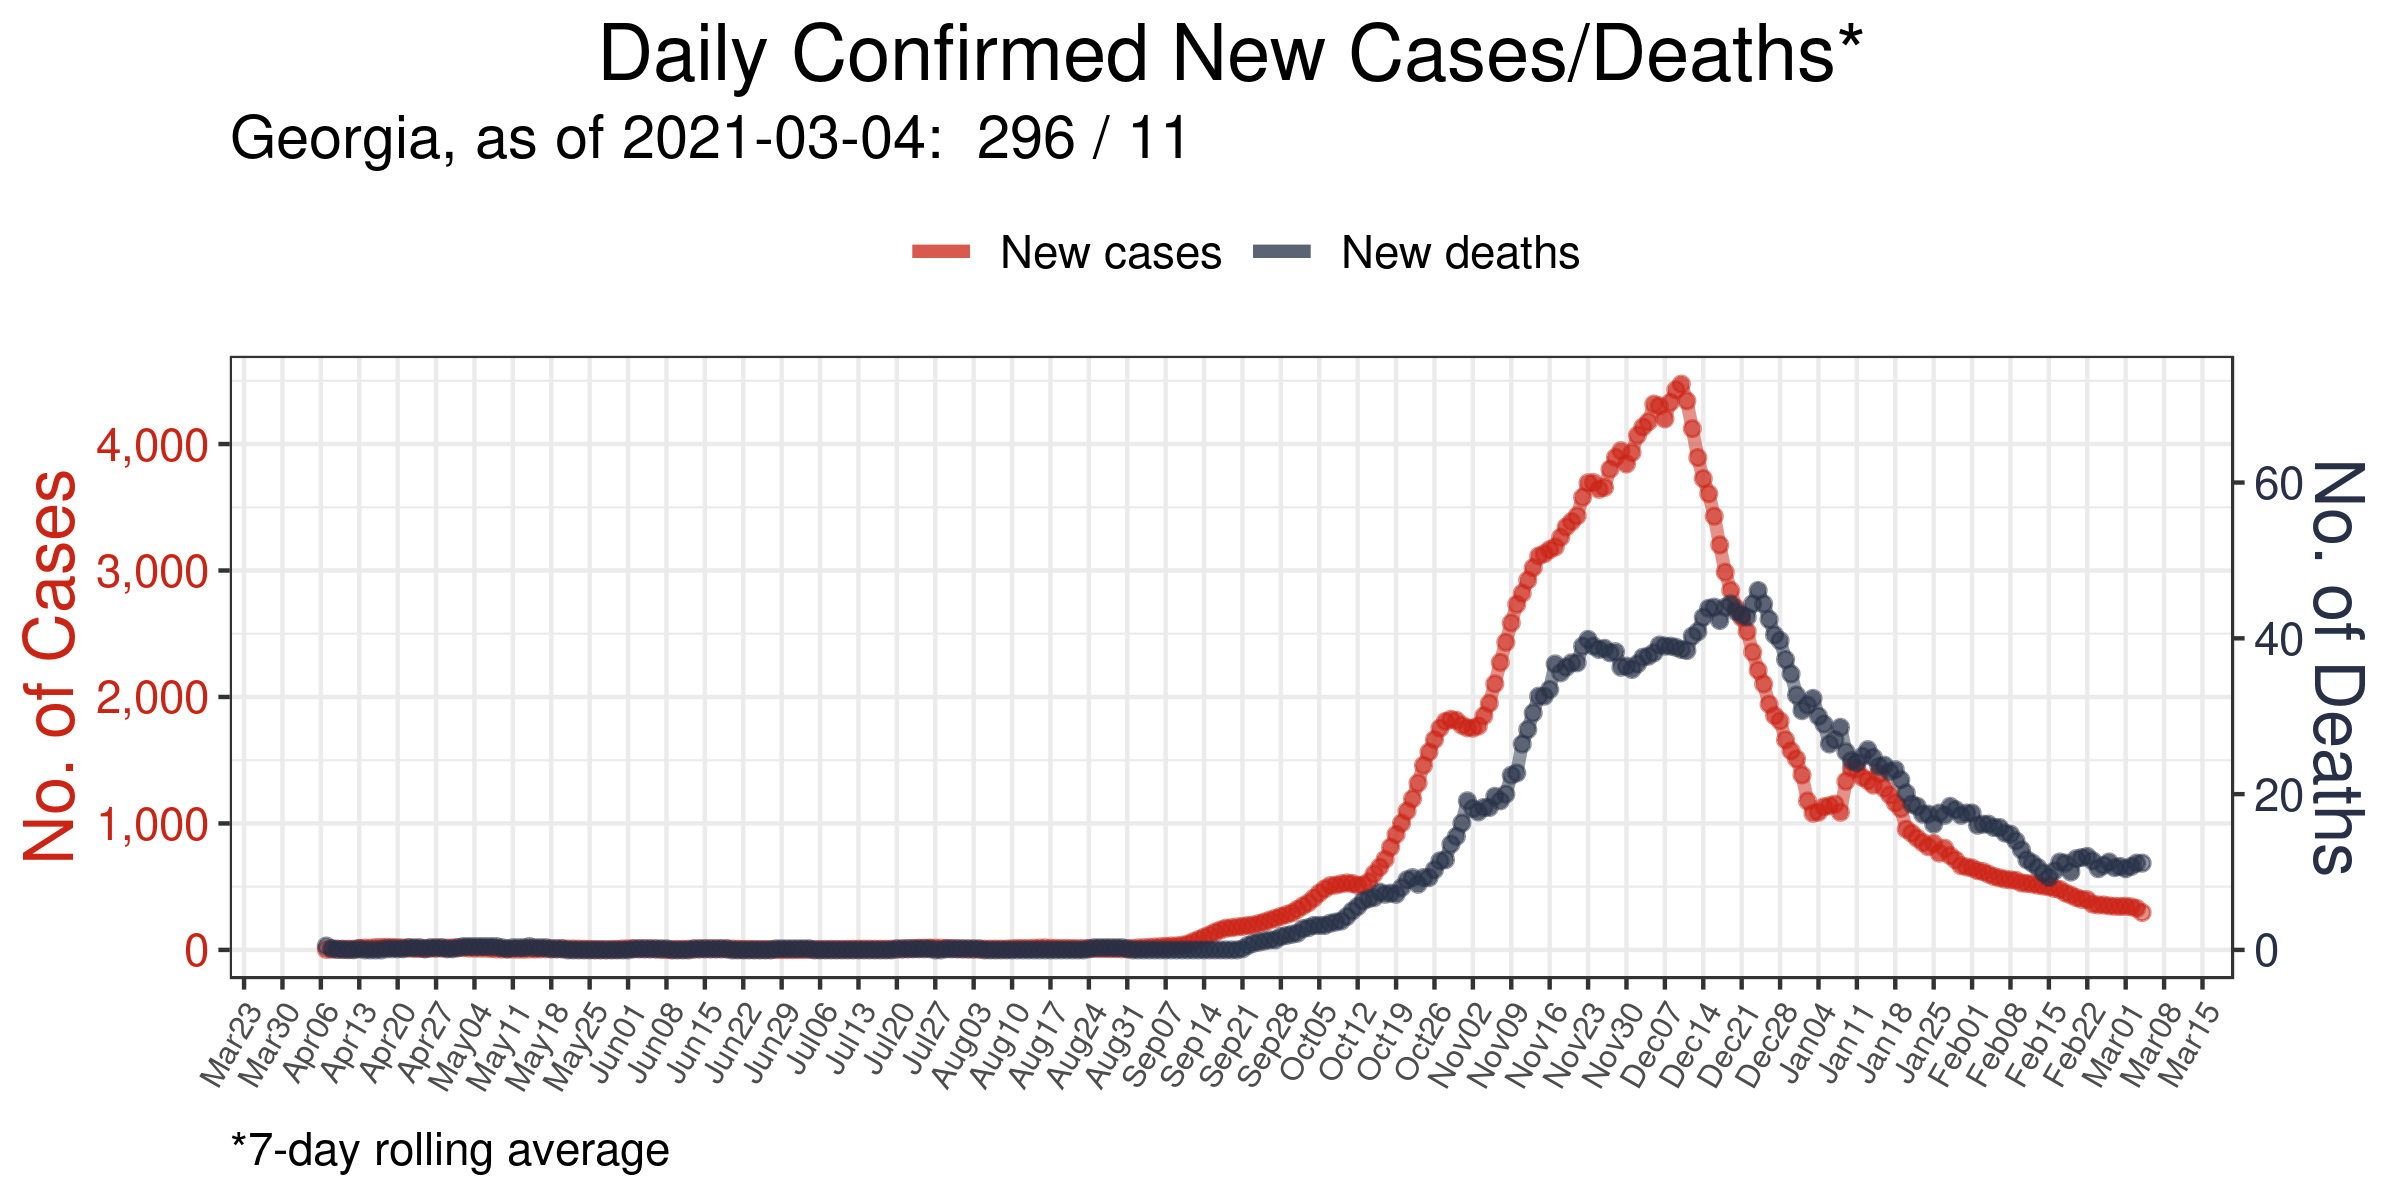 Daily Confirmed New Cases/Deaths*
Georgia, as of 2021-03-04:  296 / 11
New cases
New deaths
No. of Cases
4,000
3,000
2,000
1,000
0
60
40
20
0
No. of Deaths
Mar23
Mar30
Apr06
Apr13
Apr20
Apr27
May04
May11
May18
May25
Jun01
Jun08
Jun15
Jun22
Jun29
Jul06
Jul13
Jul20
Jul27
Aug03
Aug10
Aug17
Aug24
Aug31
Sep07
Sep14
Sep21
Sep28
Oct05
Oct12
Oct19
Oct26
Nov02
Nov09
Nov16
Nov23
Nov30
Dec07
Dec14
Dec21
Dec28
Jan04
Jan11
Jan18
Jan25
Feb01
Feb08
Feb15
Feb22
Mar01
Mar08
Mar15
*7-day rolling average